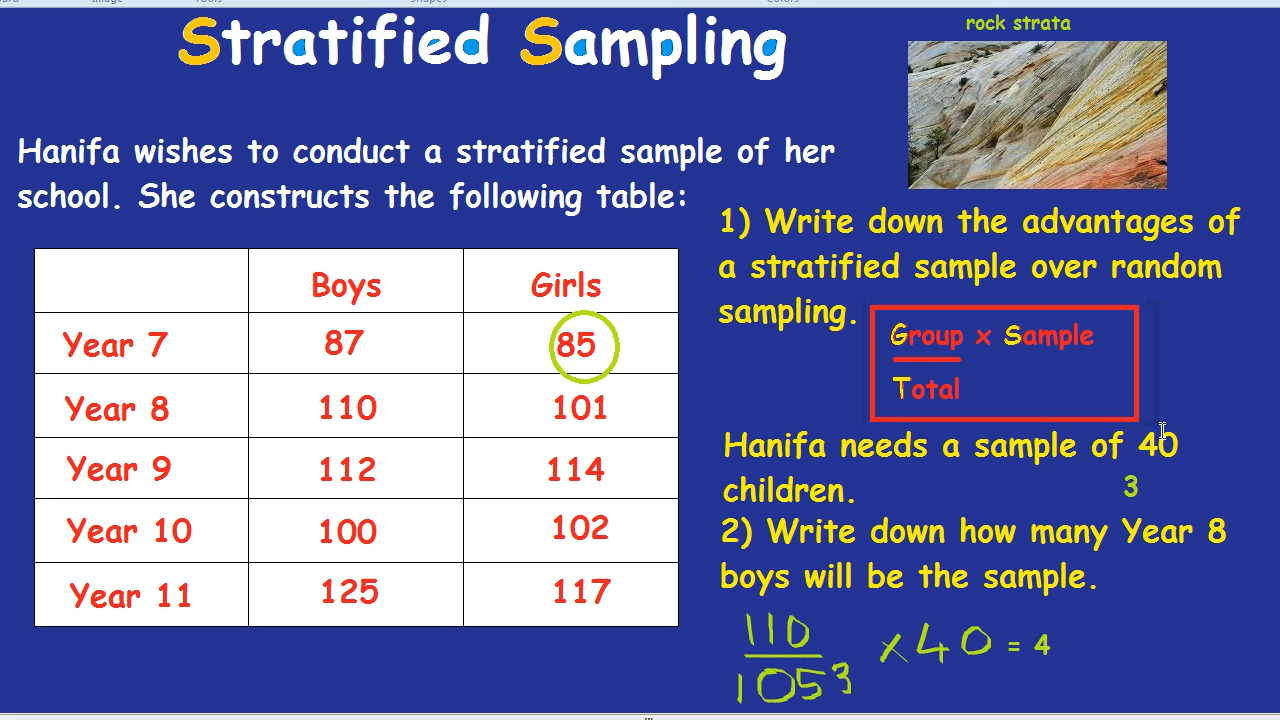 Stratified Sampling
rock strata
Hanifa wishes to conduct a stratified sample of her
school. She constructs the following table:
Boys Girls
Year 7 87 85
Year 8 110 101
Year 9 112 114
Year 10 100 102
Year 11 125 117
1) Write down the advantages of
a stratified sample over random
sampling.
Group x Sample
Total
Hanifa needs a sample of 40
children.
3
2) Write down how many Year 8
boys will be the sample.
110 x 40 = 4
1053